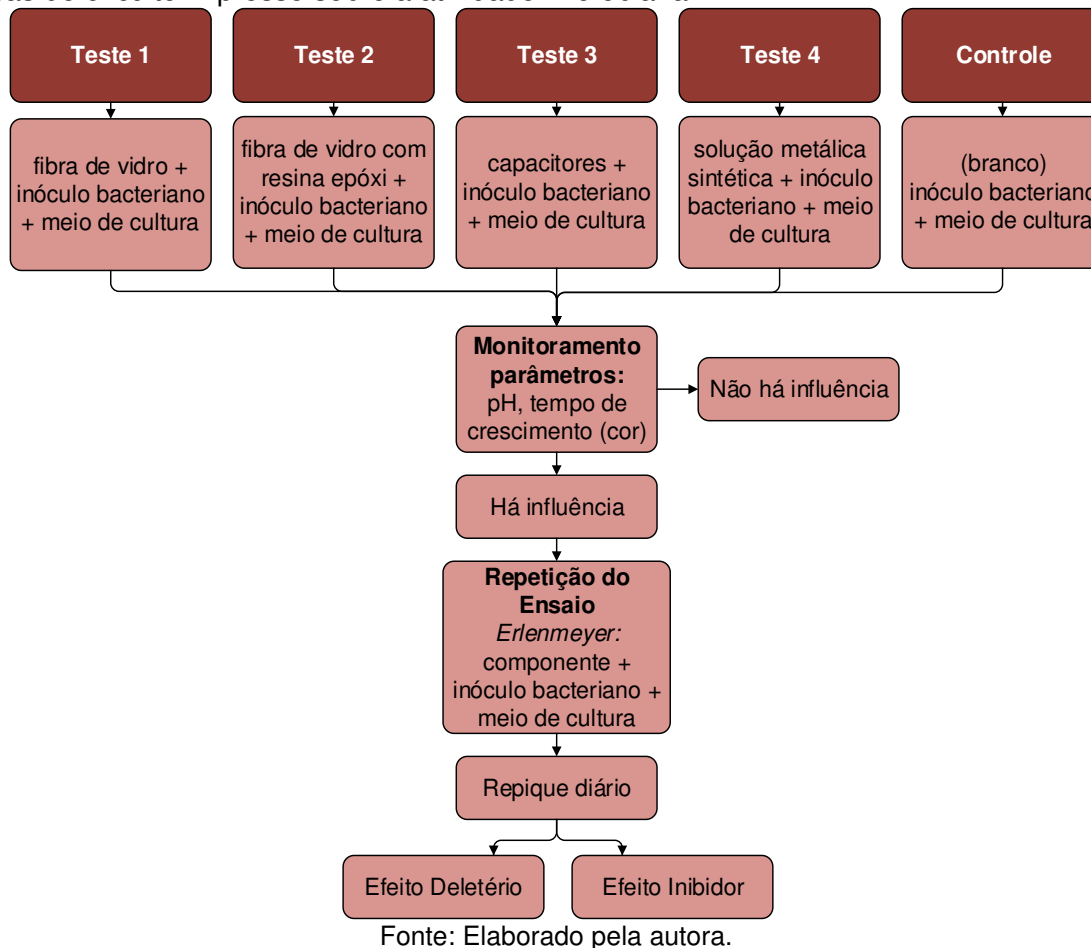 Teste 1
fibra de vidro +
inóculo bacteriano
+ meio de cultura
Teste 2
fibra de vidro com
resina epóxi +
inóculo bacteriano
+ meio de cultura
Teste 3
capacitores +
inóculo bacteriano
+ meio de cultura
Teste 4
solução metálica
sintética + inóculo
bacteriano + meio
de cultura
Controle
(branco)
inóculo bacteriano
+ meio de cultura
Monitoramento
parâmetros:
pH, tempo de
crescimento (cor)
Não há influência
Há influência
Repetição do
Ensaio
Erlenmeyer:
componente +
inóculo bacteriano +
meio de cultura
Repique diário
Efeito Deletério
Efeito Inibidor
Fonte: Elaborado pela autora.